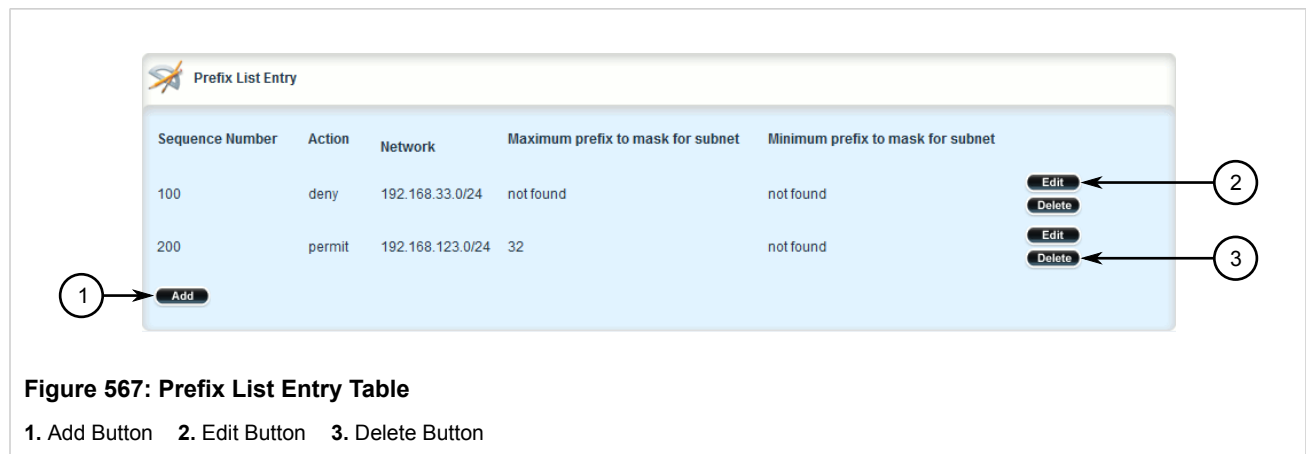 Prefix List Entry
Sequence Number Action Network Maximum prefix to mask for subnet Minimum prefix to mask for subnet
100 deny 192.168.33.0/24 not found not found Edit 2
Delete
200 permit 192.168.123.0/24 32 not found Edit
Delete 3
1 Add
Figure 567: Prefix List Entry Table
1. Add Button 2. Edit Button 3. Delete Button